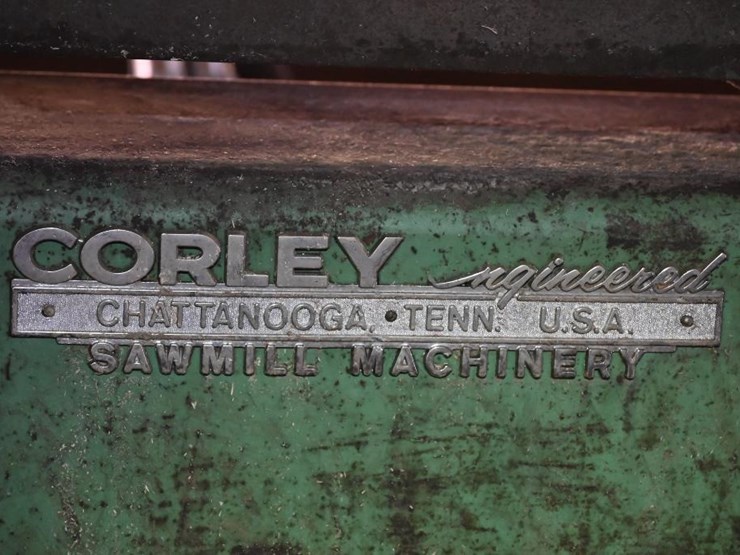 CORLEY engineered
CHATTANOOGA, TENN. U.S.A.
SAWMILL MACHINERY